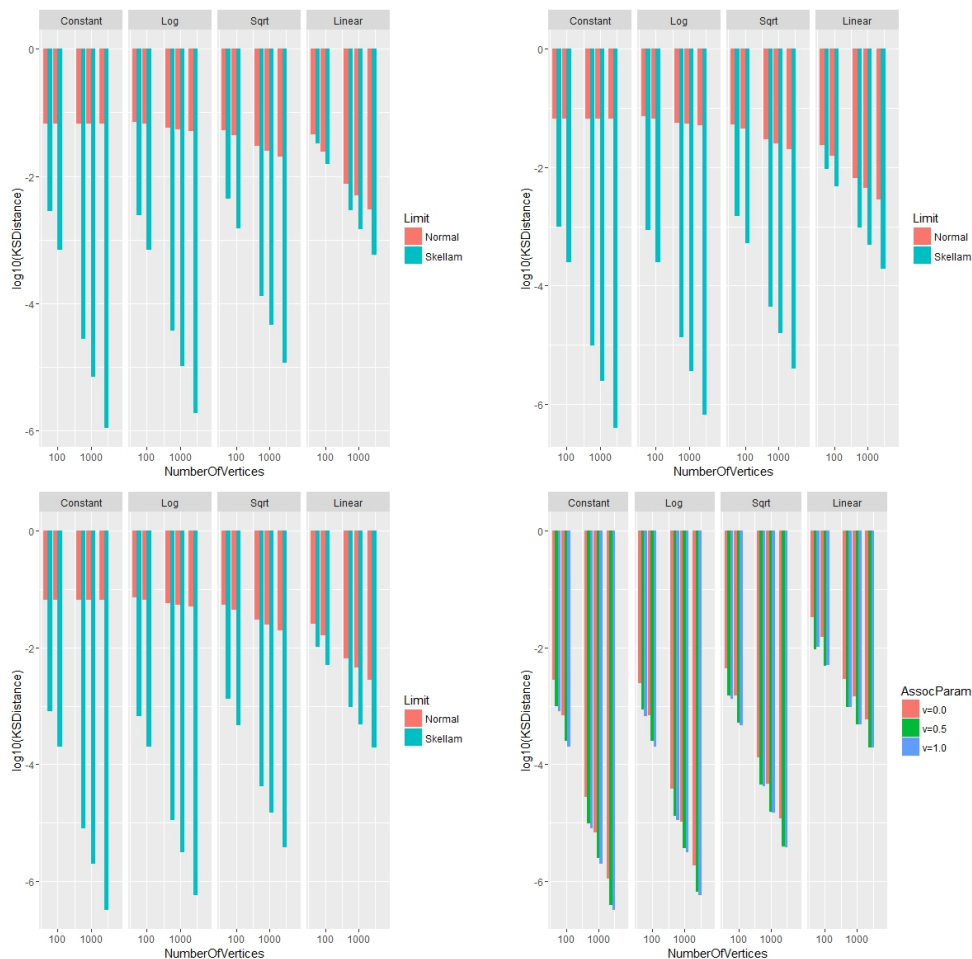 Constant Log Sqrt Linear
0
-2
-4
-6
log10(KSDistance)
100 1000 100 1000 100 1000 100 1000
NumberOfVertices
Limit
Normal
Skellam
Constant Log Sqrt Linear
0
-2
-4
-6
log10(KSDistance)
100 1000 100 1000 100 1000 100 1000
NumberOfVertices
Limit
Normal
Skellam
Constant Log Sqrt Linear
0
-2
-4
-6
log10(KSDistance)
100 1000 100 1000 100 1000 100 1000
NumberOfVertices
Limit
Normal
Skellam
Constant Log Sqrt Linear
0
-2
-4
-6
log10(KSDistance)
100 1000 100 1000 100 1000 100 1000
NumberOfVertices
AssocParam
v=0.0
v=0.5
v=1.0